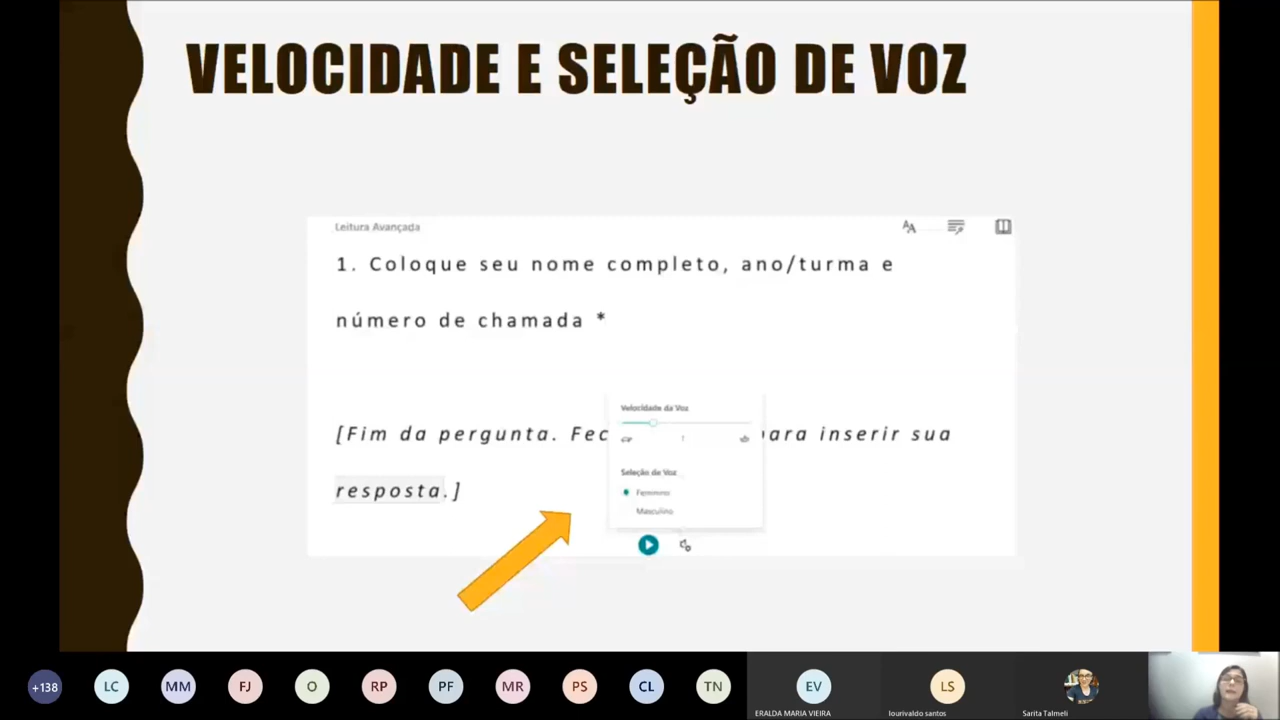 VELOCIDADE E SELEÇÃO DE VOZ
Leitura Avançada
1. Coloque seu nome completo, ano/turma e
número de chamada *
Velocidade da Voz
[Fim da pergunta. Fec para inserir sua
Seleção de Voz
resposta.]
Feminino
Masculino
+138
LC
MM
FJ
O
RP
PF
MR
PS
CL
TN
EV
LS
ERALDA MARIA VIEIRA
lourivaldo santos
Sarita Talmeli